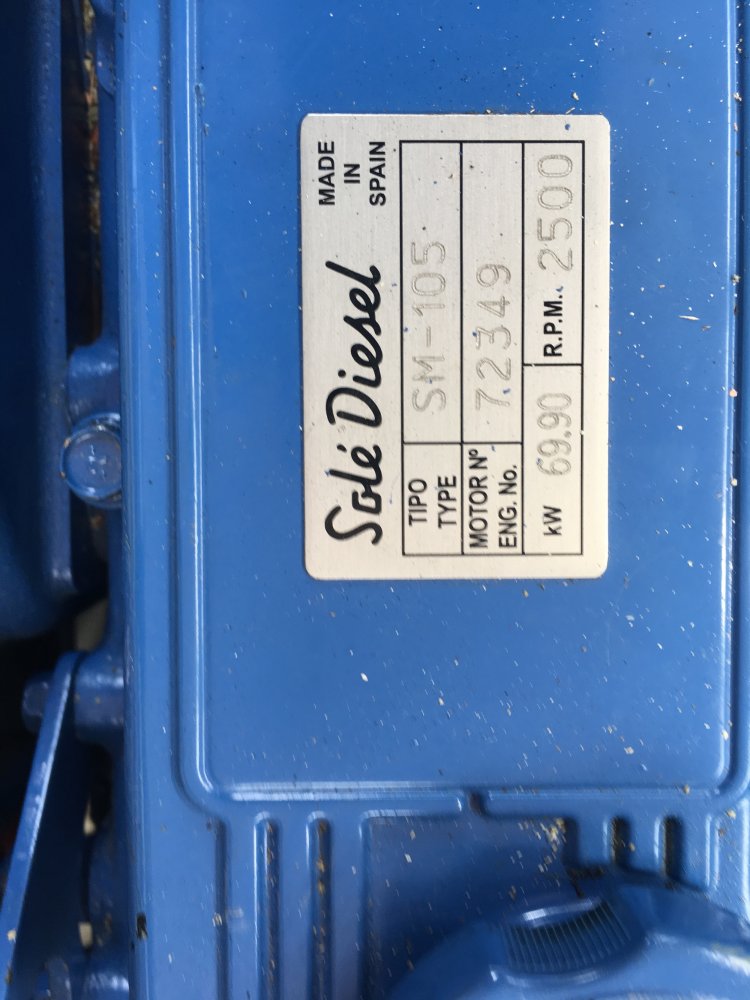 Solé Diesel
MADE
IN
SPAIN
TIPO
TYPE
SM-105
MOTOR Nº
ENG. No.
72349
kW 69.90 R.P.M. 2500